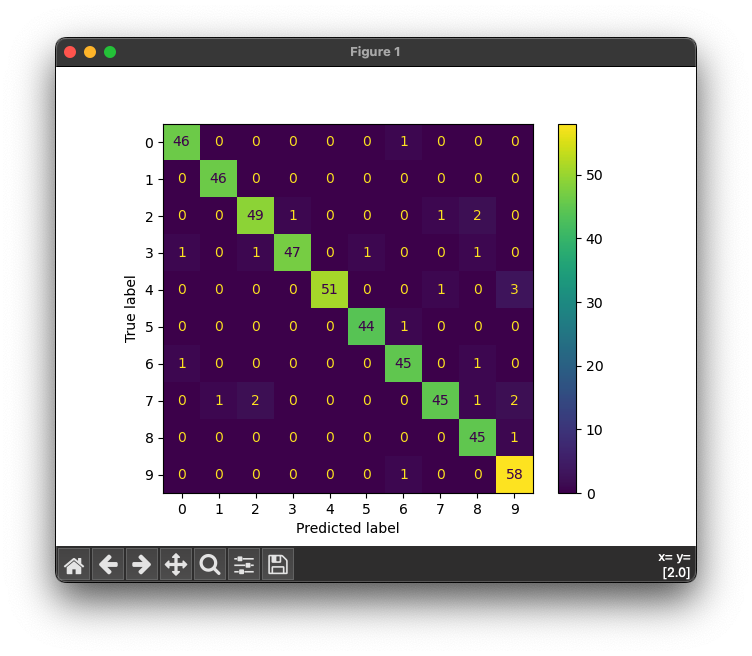 Figure 1
0 46 0 0 0 0 0 1 0 0 0
1 0 46 0 0 0 0 0 0 0 0
2 0 0 49 1 0 0 0 1 2 0
3 1 0 1 47 0 1 0 0 1 0
4 0 0 0 0 51 0 0 1 0 3
5 0 0 0 0 0 44 1 0 0 0
6 1 0 0 0 0 0 45 0 1 0
7 0 1 2 0 0 0 0 45 1 2
8 0 0 0 0 0 0 0 0 45 1
9 0 0 0 0 0 0 1 0 0 58
0 1 2 3 4 5 6 7 8 9
Predicted label
True label
50
40
30
20
10
0
x= y=
[2.0]